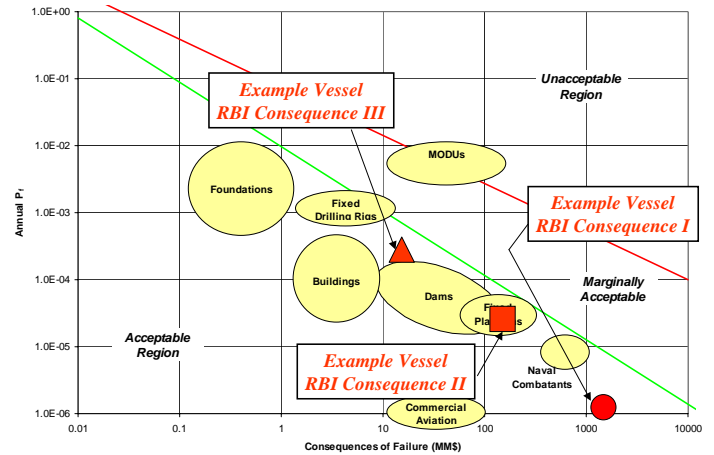 1.0E+00
1.0E-01
1.0E-02
1.0E-03
1.0E-04
1.0E-05
1.0E-06
Annual Pf
Example Vessel
RBI Consequence III
Unacceptable
Region
MODUs
Foundations
Fixed
Drilling Rigs
Example Vessel
RBI Consequence I
Buildings
Dams
Marginally
Acceptable
Fixed
Acceptable
Region
Example Vessel
RBI Consequence II
Naval
Combatants
Commercial
Aviation
0.01
0.1
1
10
100
1000
10000
Consequences of Failure (MM$)